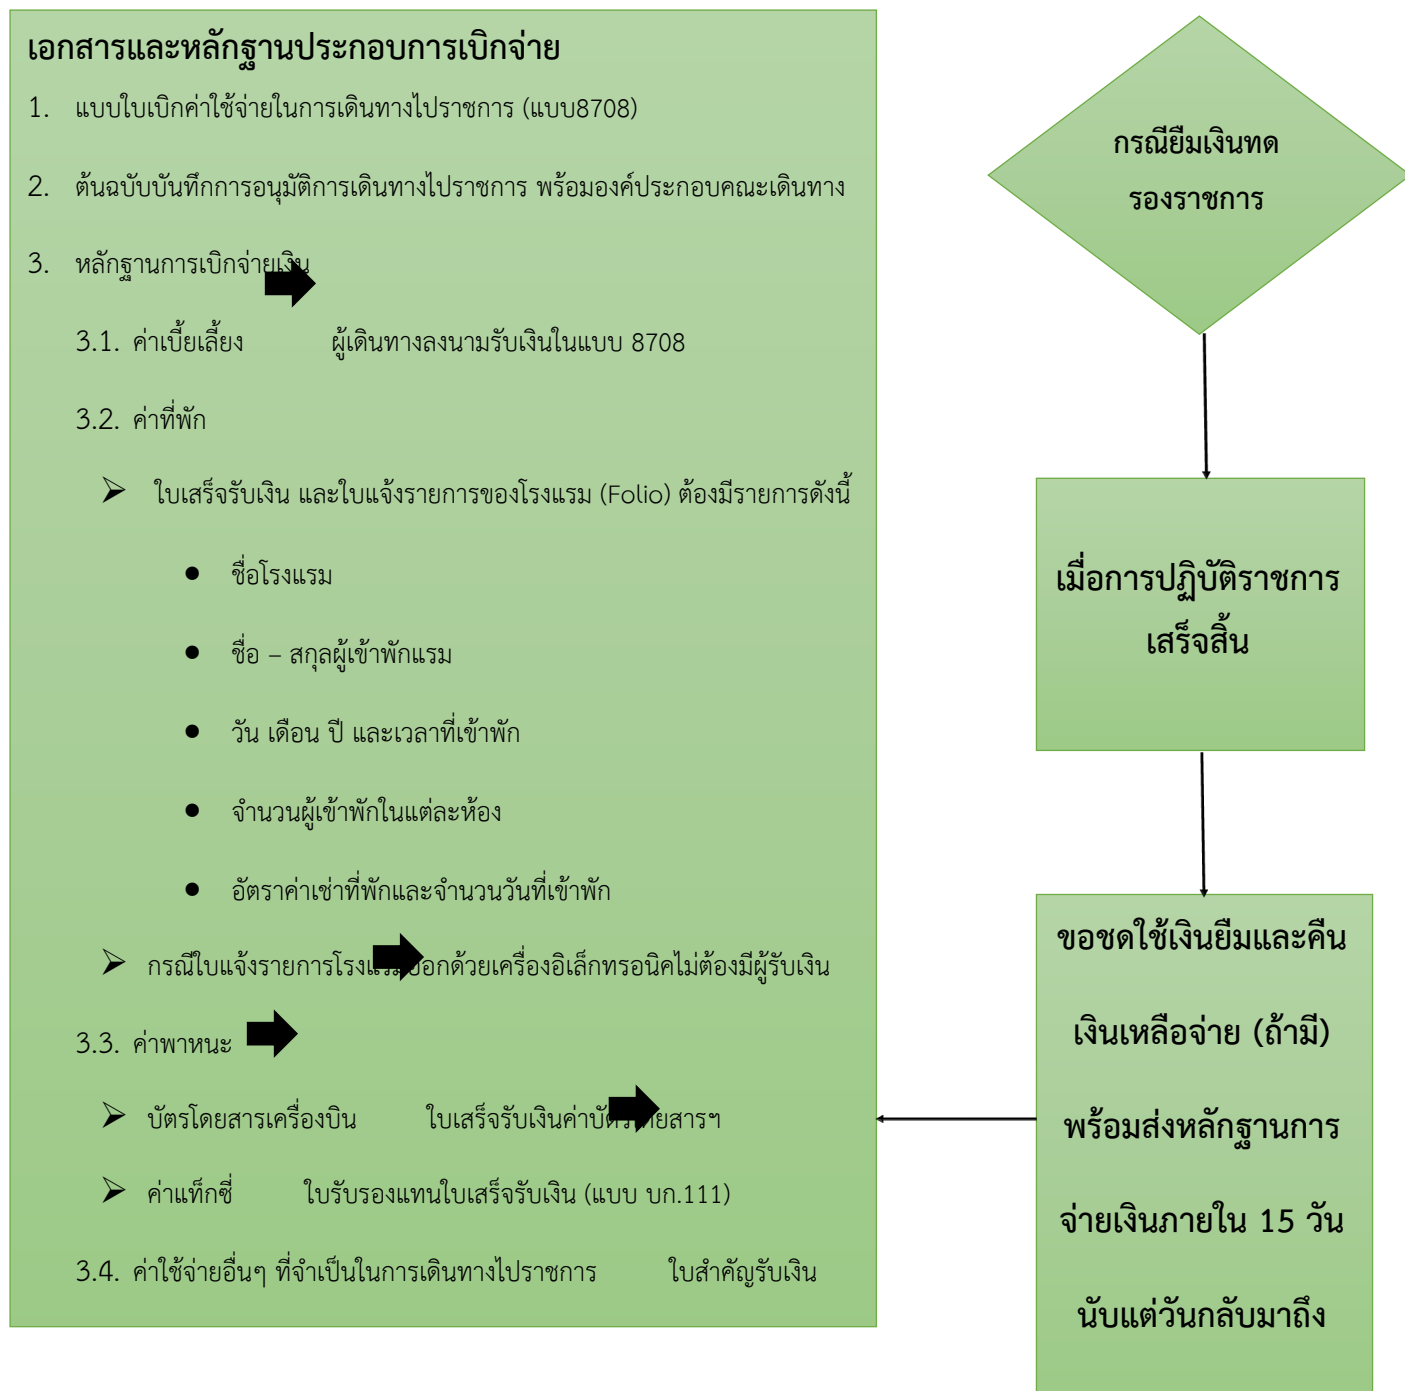 เอกสารและหลักฐานประกอบการเบิกจ่าย
1. แบบใบเบิกค่าใช้จ่ายในการเดินทางไปราชการ (แบบ8708)
2. ต้นฉบับบันทึกการอนุมัติการเดินทางไปราชการ พร้อมองค์ประกอบคณะเดินทาง
3. หลักฐานการเบิกจ่ายเงิน
3.1. ค่าเบี้ยเลี้ยง ผู้เดินทางลงนามรับเงินในแบบ 8708
3.2. ค่าที่พัก
➢ ใบเสร็จรับเงิน และใบแจ้งรายการของโรงแรม (Folio) ต้องมีรายการดังนี้
● ชื่อโรงแรม
● ชื่อ – สกุลผู้เข้าพักแรม
● วัน เดือน ปี และเวลาที่เข้าพัก
● จำนวนผู้เข้าพักในแต่ละห้อง
● อัตราค่าเช่าที่พักและจำนวนวันที่เข้าพัก
➢ กรณีใบแจ้งรายการโรงแรมออกด้วยเครื่องอิเล็กทรอนิคไม่ต้องมีผู้รับเงิน
3.3. ค่าพาหนะ
➢ บัตรโดยสารเครื่องบิน ใบเสร็จรับเงินค่าบัตรโดยสารฯ
➢ ค่าแท็กซี่ ใบรับรองแทนใบเสร็จรับเงิน (แบบ บก.111)
3.4. ค่าใช้จ่ายอื่นๆ ที่จำเป็นในการเดินทางไปราชการ ใบสำคัญรับเงิน
กรณียืมเงินทด
รองราชการ
เมื่อการปฏิบัติราชการ
เสร็จสิ้น
ขอชดใช้เงินยืมและคืน
เงินเหลือจ่าย (ถ้ามี)
พร้อมส่งหลักฐานการ
จ่ายเงินภายใน 15 วัน
นับแต่วันกลับมาถึง